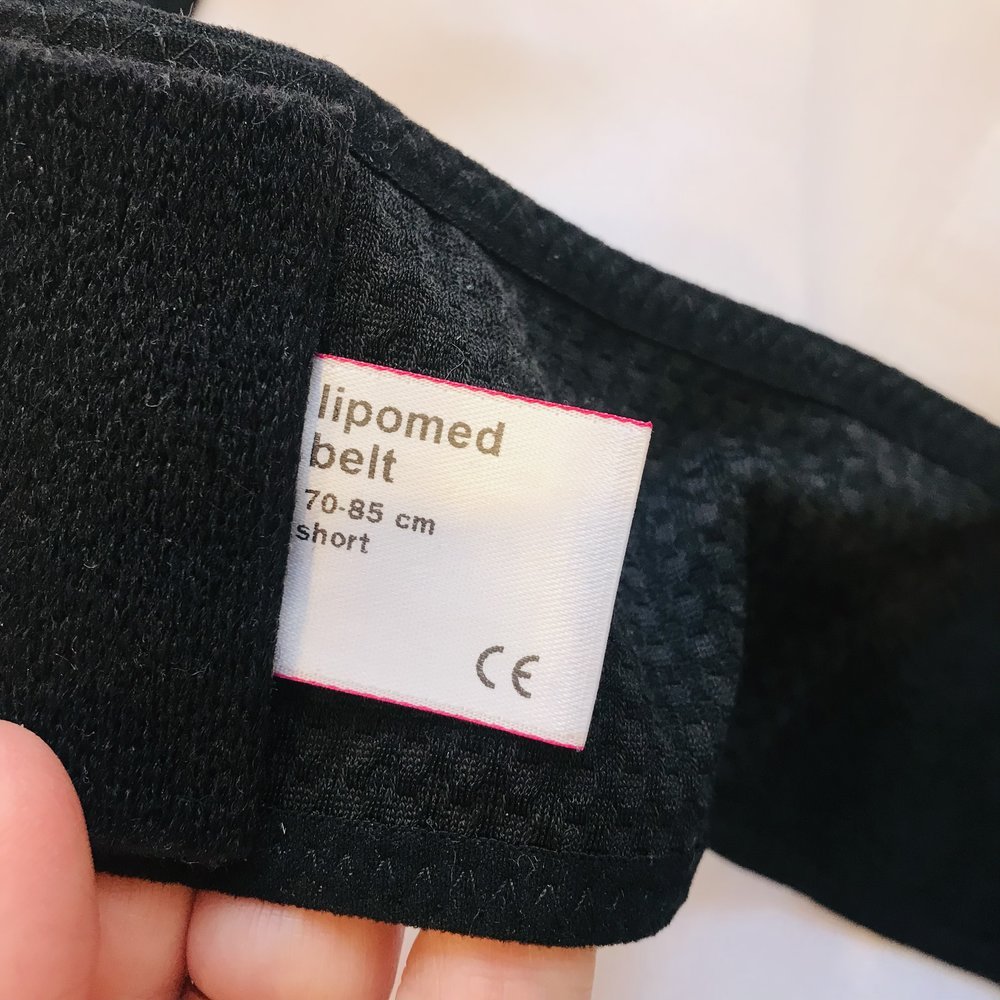 lipomed
belt
70-85 cm
short
CE